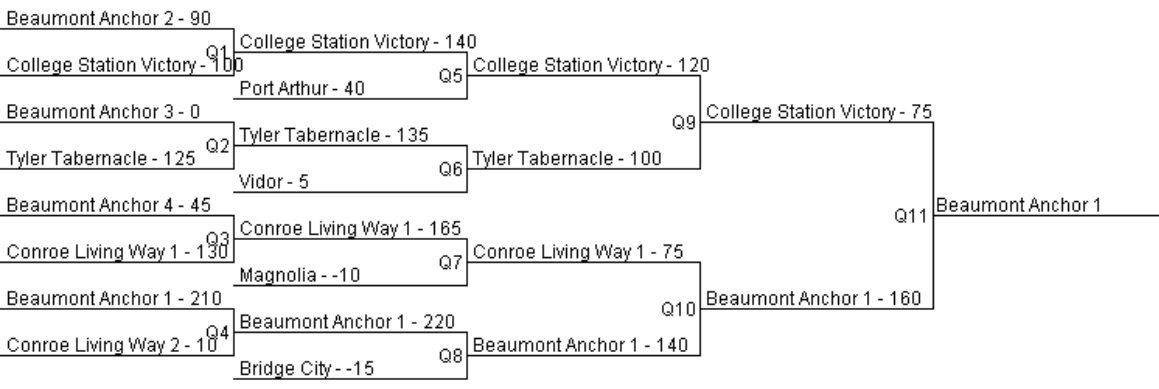 Beaumont Anchor 2 - 90
Q1
College Station Victory - 100
Beaumont Anchor 3 - 0
Q2
Tyler Tabernacle - 125
Beaumont Anchor 4 - 45
Q3
Conroe Living Way 1 - 130
Beaumont Anchor 1 - 210
Q4
Conroe Living Way 2 - 10
College Station Victory - 140
Q5
Port Arthur - 40
Tyler Tabernacle - 135
Q6
Vidor - 5
Conroe Living Way 1 - 165
Q7
Magnolia - -10
Beaumont Anchor 1 - 220
Q8
Bridge City - -15
College Station Victory - 120
Q9
Tyler Tabernacle - 100
Conroe Living Way 1 - 75
Q10
Beaumont Anchor 1 - 140
College Station Victory - 75
Q11
Beaumont Anchor 1 - 160
Beaumont Anchor 1